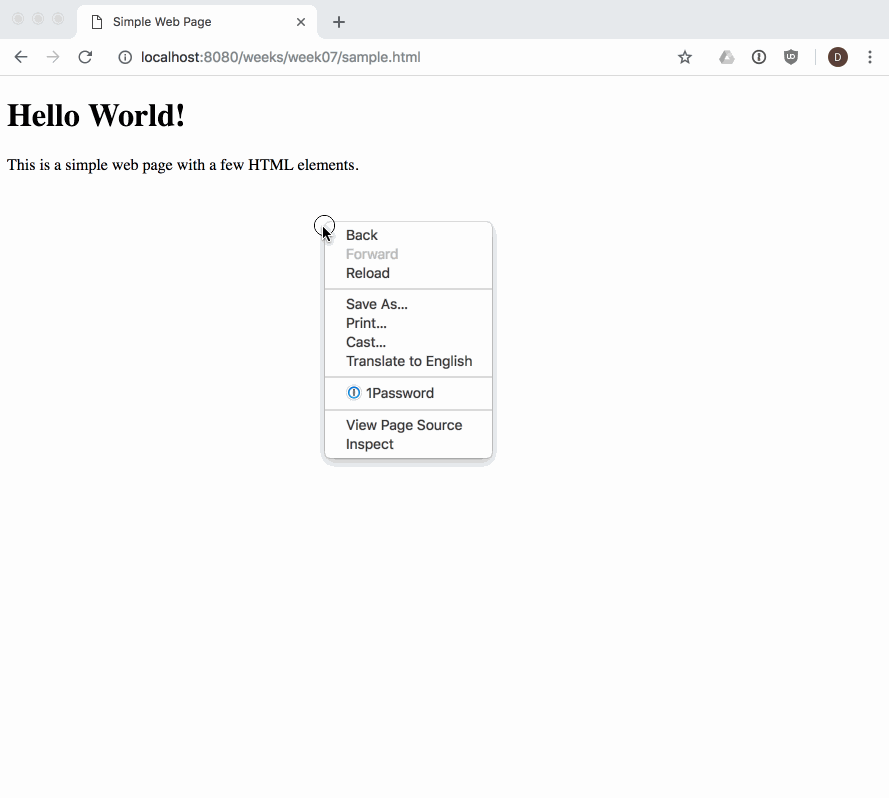 Simple Web Page
localhost:8080/weeks/week07/sample.html
UD
D
Hello World!
This is a simple web page with a few HTML elements.
Back
Forward
Reload
Save As...
Print...
Cast...
Translate to English
1Password
View Page Source
Inspect